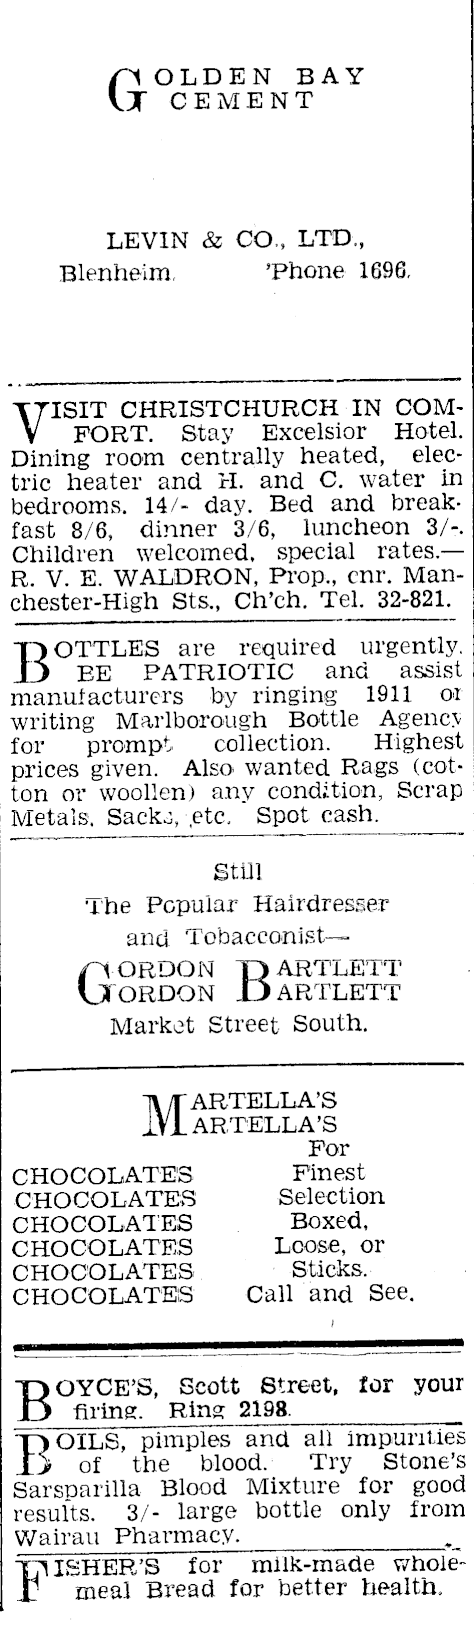 GOLDEN BAY
CEMENT
LEVIN & CO., LTD.,
Blenheim. 'Phone 1696.
VISIT CHRISTCHURCH IN COM-
FORT. Stay Excelsior Hotel.
Dining room centrally heated, elec-
tric heater and H. and C. water in
bedrooms. 14/- day. Bed and break-
fast 8/6, dinner 3/6, luncheon 3/-.
Children welcomed, special rates.—
R. V. E. WALDRON, Prop., cnr. Man-
chester-High Sts., Ch'ch. Tel. 32-821.
BOTTLES are required urgently.
BE PATRIOTIC and assist
manufacturers by ringing 1911 or
writing Marlborough Bottle Agency
for prompt collection. Highest
prices given. Also wanted Rags (cot-
ton or woollen) any condition, Scrap
Metals, Sacks, etc. Spot cash.
Still
The Popular Hairdresser
and Tobacconist—
GORDON BARTLETT
GORDON BARTLETT
Market Street South.
MARTELLA'S
MARTELLA'S
For
CHOCOLATES Finest
CHOCOLATES Selection
CHOCOLATES Boxed,
CHOCOLATES Loose, or
CHOCOLATES Sticks.
CHOCOLATES Call and See.
BOYCE'S, Scott Street, for your
firing. Ring 2198.
BOILS, pimples and all impurities
of the blood. Try Stone's
Sarsparilla Blood Mixture for good
results. 3/- large bottle only from
Wairau Pharmacy.
FISHER'S for milk-made whole-
meal Bread for better health.